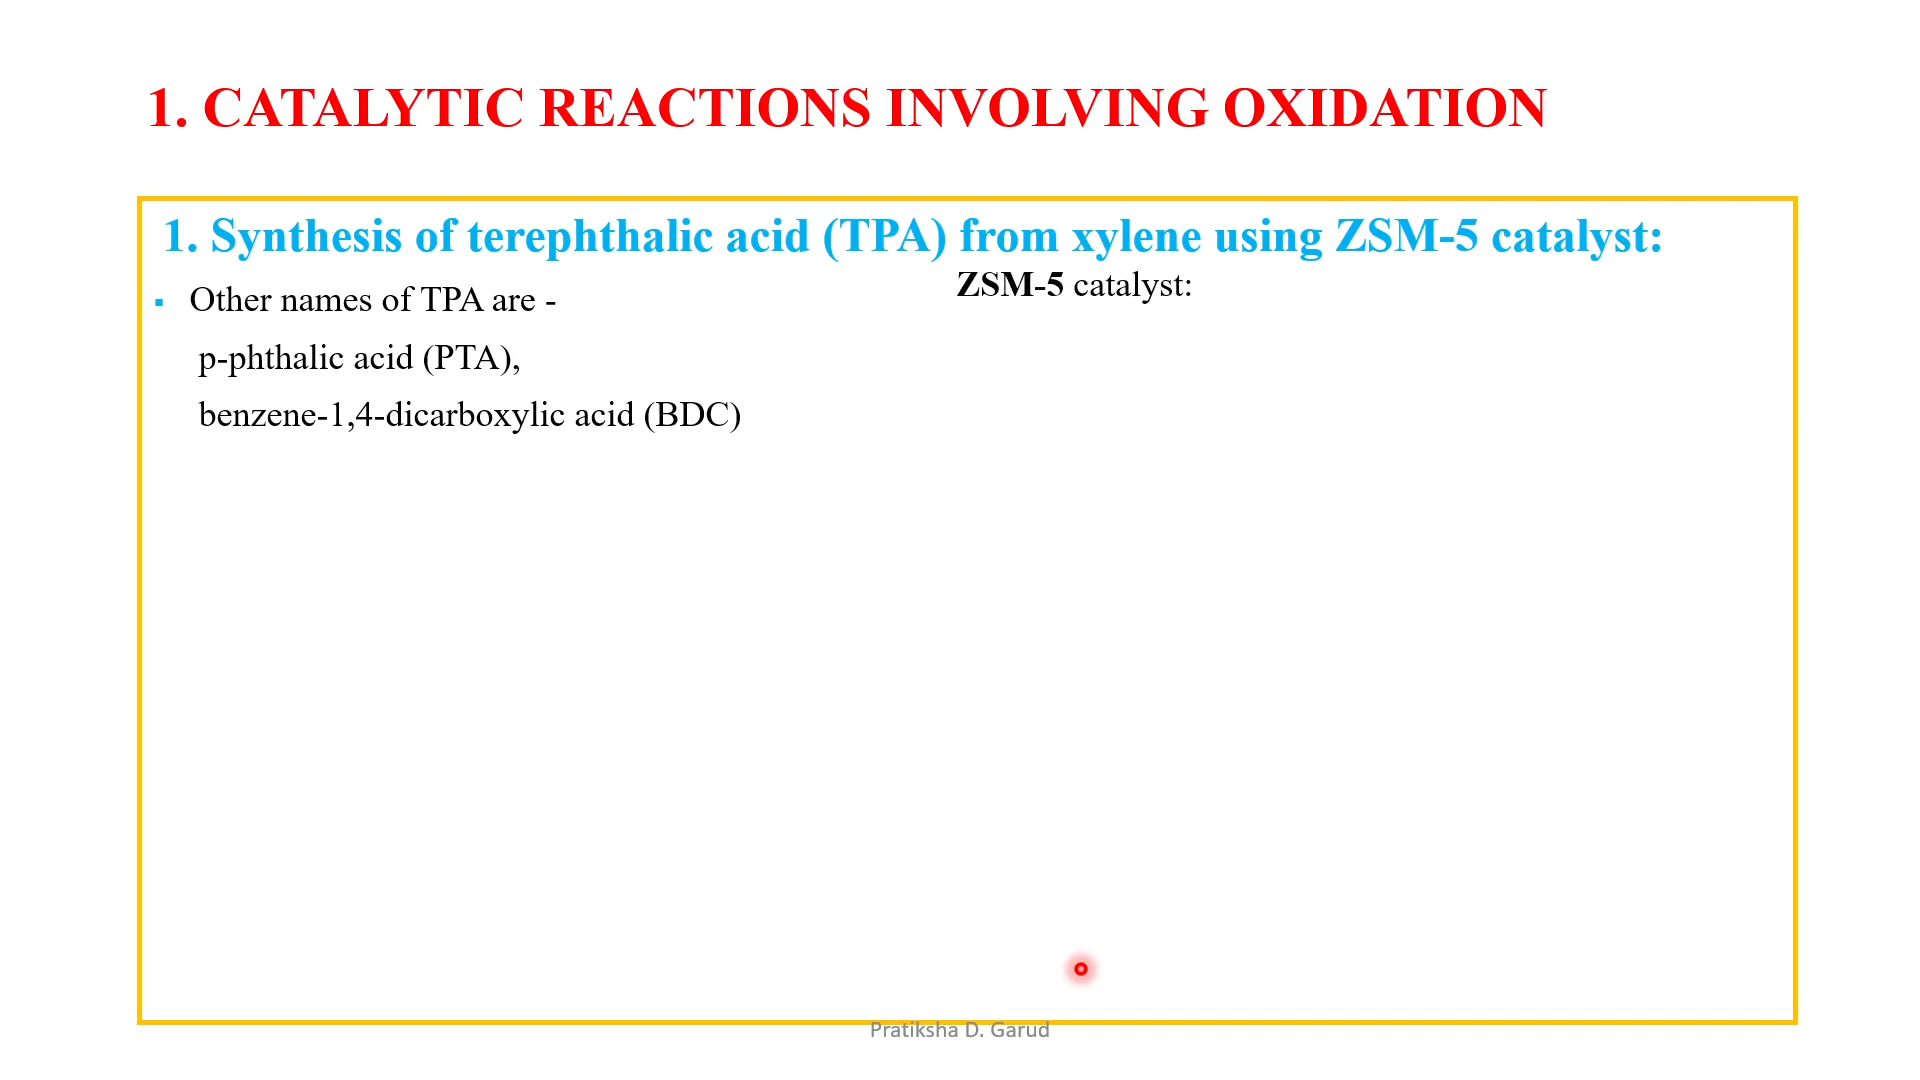 1. CATALYTIC REACTIONS INVOLVING OXIDATION
1. Synthesis of terephthalic acid (TPA) from xylene using ZSM-5 catalyst:
Other names of TPA are -
p-phthalic acid (PTA),
benzene-1,4-dicarboxylic acid (BDC)
ZSM-5 catalyst:
Pratiksha D. Garud